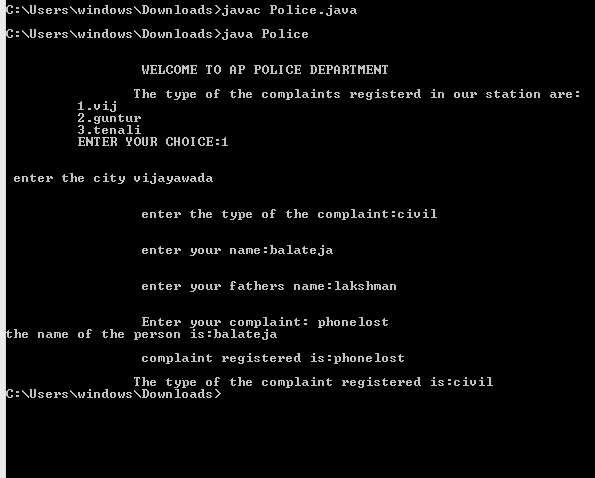 C:\Users\windows\Downloads>javac Police.java
C:\Users\windows\Downloads>java Police
WELCOME TO AP POLICE DEPARTMENT
The type of the complaints registerd in our station are:
1.vij
2.guntur
3.tenali
ENTER YOUR CHOICE:1
enter the city vijayawada
enter the type of the complaint:civil
enter your name:balateja
enter your fathers name:lakshman
Enter your complaint: phonelost
the name of the person is:balateja
complaint registered is:phonelost
The type of the complaint registered is:civil
C:\Users\windows\Downloads>